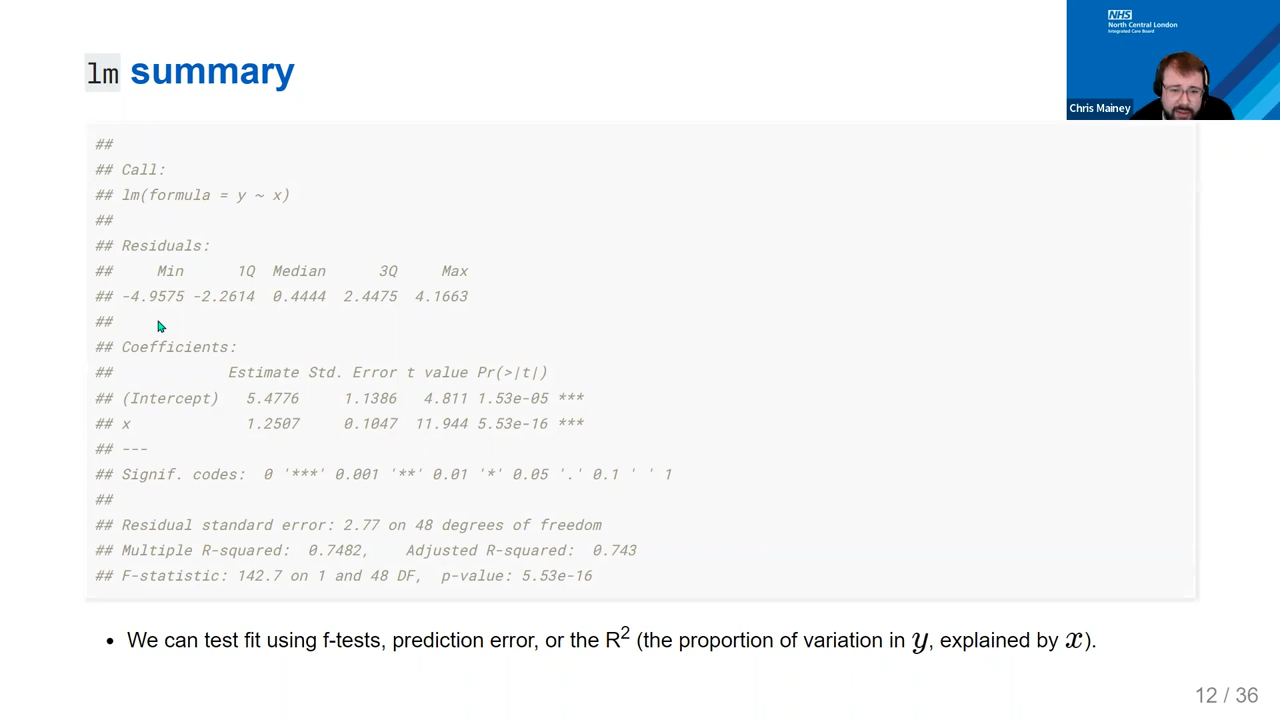 NHS
North Central London
Integrated Care Board
Chris Mainey
lm summary
##
## Call:
## lm(formula = y ~ x)
##
## Residuals:
##     Min      1Q  Median      3Q     Max
## -4.9575 -2.2614  0.4444  2.4475  4.1663
##
## Coefficients:
##             Estimate Std. Error t value Pr(>|t|)
## (Intercept)   5.4776     1.1386   4.811 1.53e-05 ***
## x             1.2507     0.1047  11.944 5.53e-16 ***
## ---
## Signif. codes:  0 '***' 0.001 '**' 0.01 '*' 0.05 '.' 0.1 ' ' 1
##
## Residual standard error: 2.77 on 48 degrees of freedom
## Multiple R-squared:  0.7482,    Adjusted R-squared:  0.743
## F-statistic: 142.7 on 1 and 48 DF,  p-value: 5.53e-16
• We can test fit using f-tests, prediction error, or the R² (the proportion of variation in y, explained by x).
12 / 36